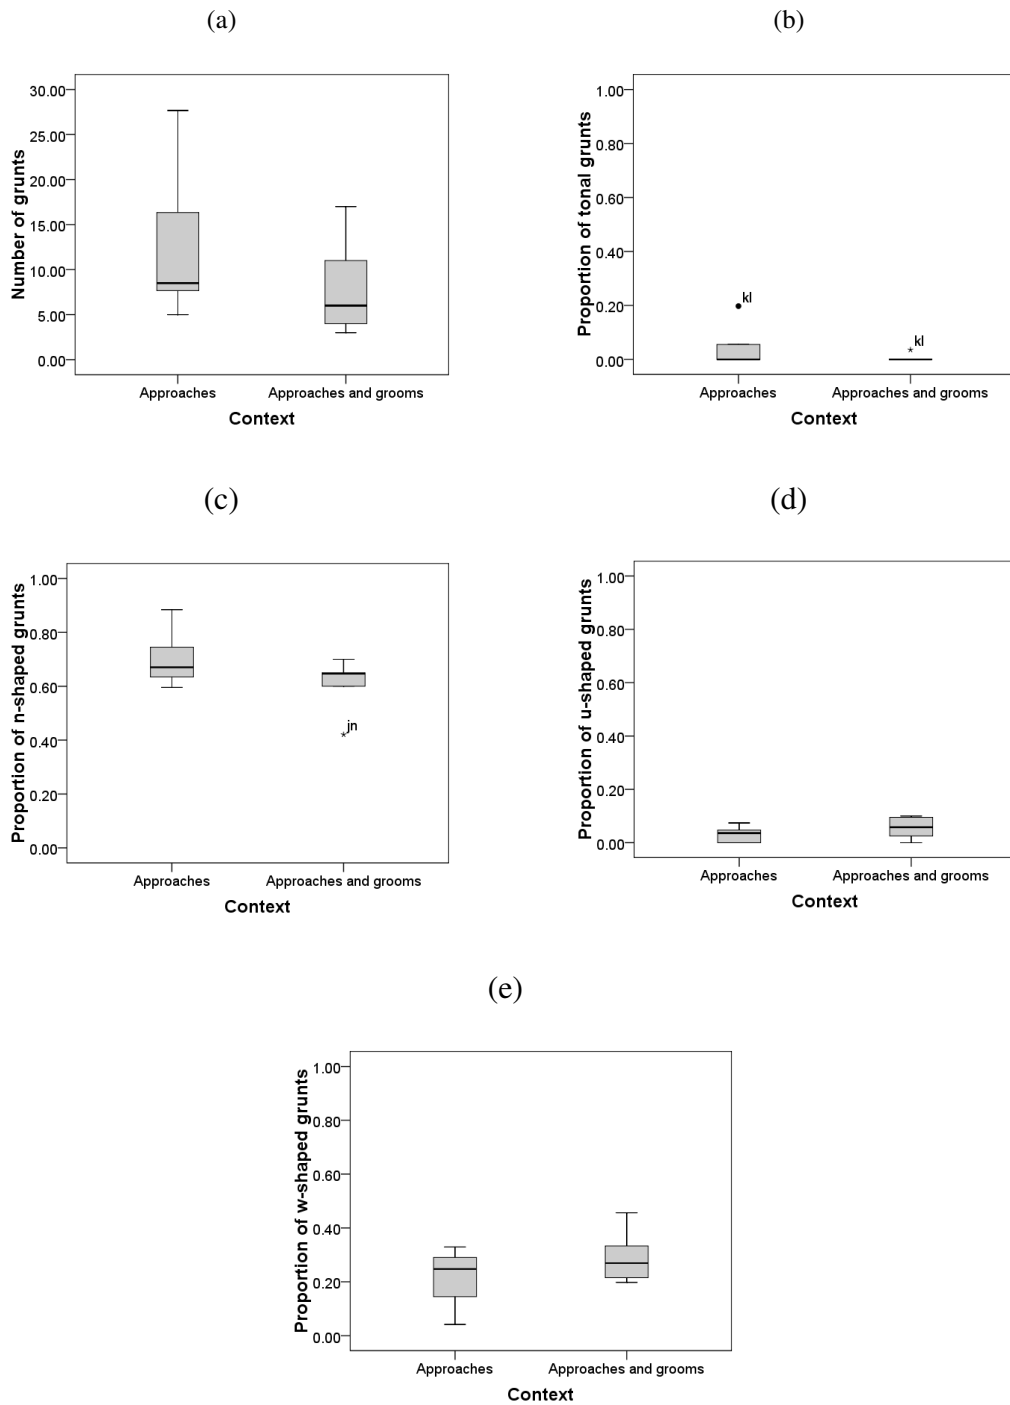 (a)
Number of grunts
30.00
25.00
20.00
15.00
10.00
5.00
0.00
Approaches
Approaches and grooms
Context
(b)
Proportion of tonal grunts
1.00
0.80
0.60
0.40
0.20
0.00
kl
kl
Approaches
Approaches and grooms
Context
(c)
Proportion of n-shaped grunts
1.00
0.80
0.60
0.40
0.20
0.00
jn
Approaches
Approaches and grooms
Context
(d)
Proportion of u-shaped grunts
1.00
0.80
0.60
0.40
0.20
0.00
Approaches
Approaches and grooms
Context
(e)
Proportion of w-shaped grunts
1.00
0.80
0.60
0.40
0.20
0.00
Approaches
Approaches and grooms
Context